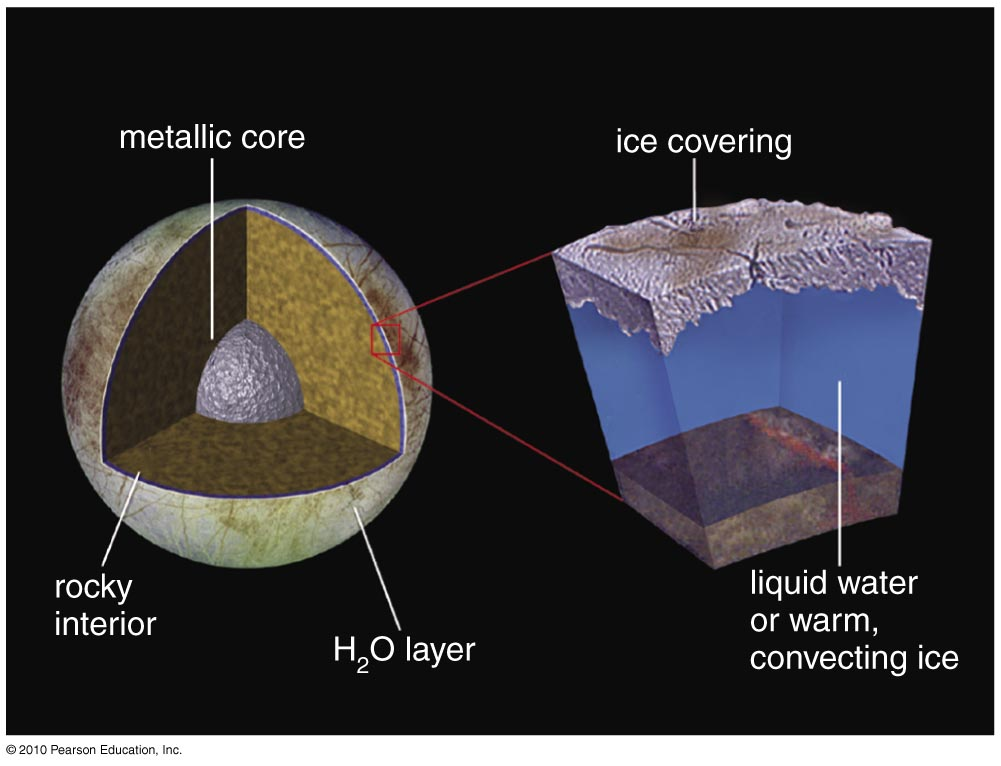 metallic core
ice covering
rocky
interior
H₂O layer
liquid water
or warm,
convecting ice
© 2010 Pearson Education, Inc.